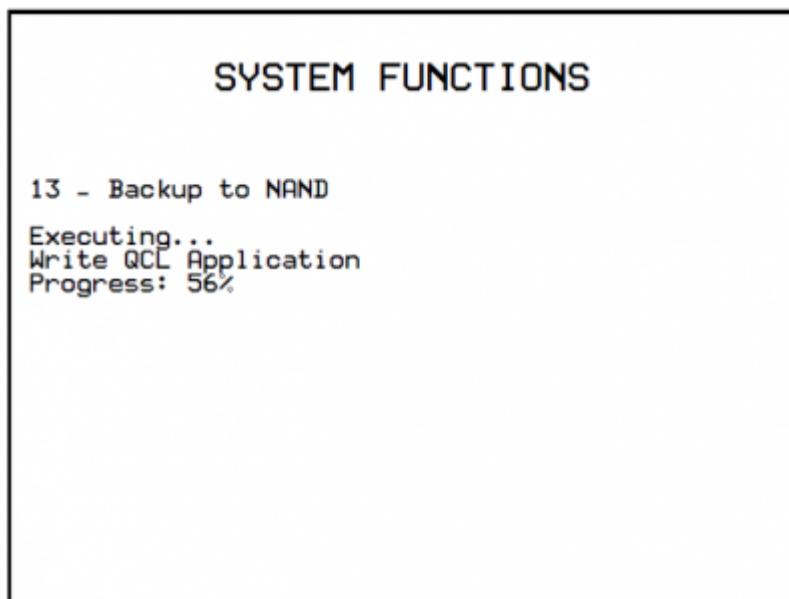 SYSTEM FUNCTIONS
13 - Backup to NAND
Executing...
Write QCL Application
Progress: 56%